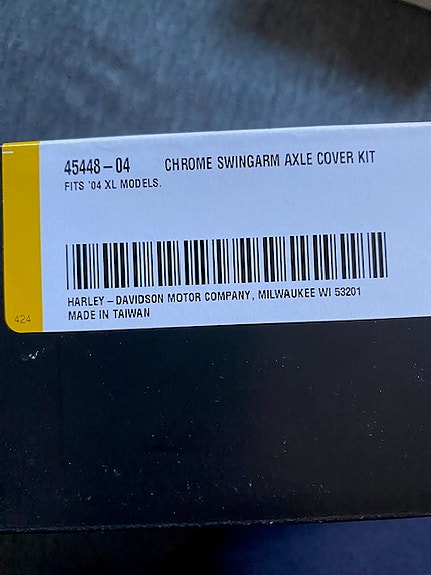 45448-04 CHROME SWINGARM AXLE COVER KIT
FITS '04 XL MODELS.
HARLEY-DAVIDSON MOTOR COMPANY, MILWAUKEE WI 53201
MADE IN TAIWAN
424